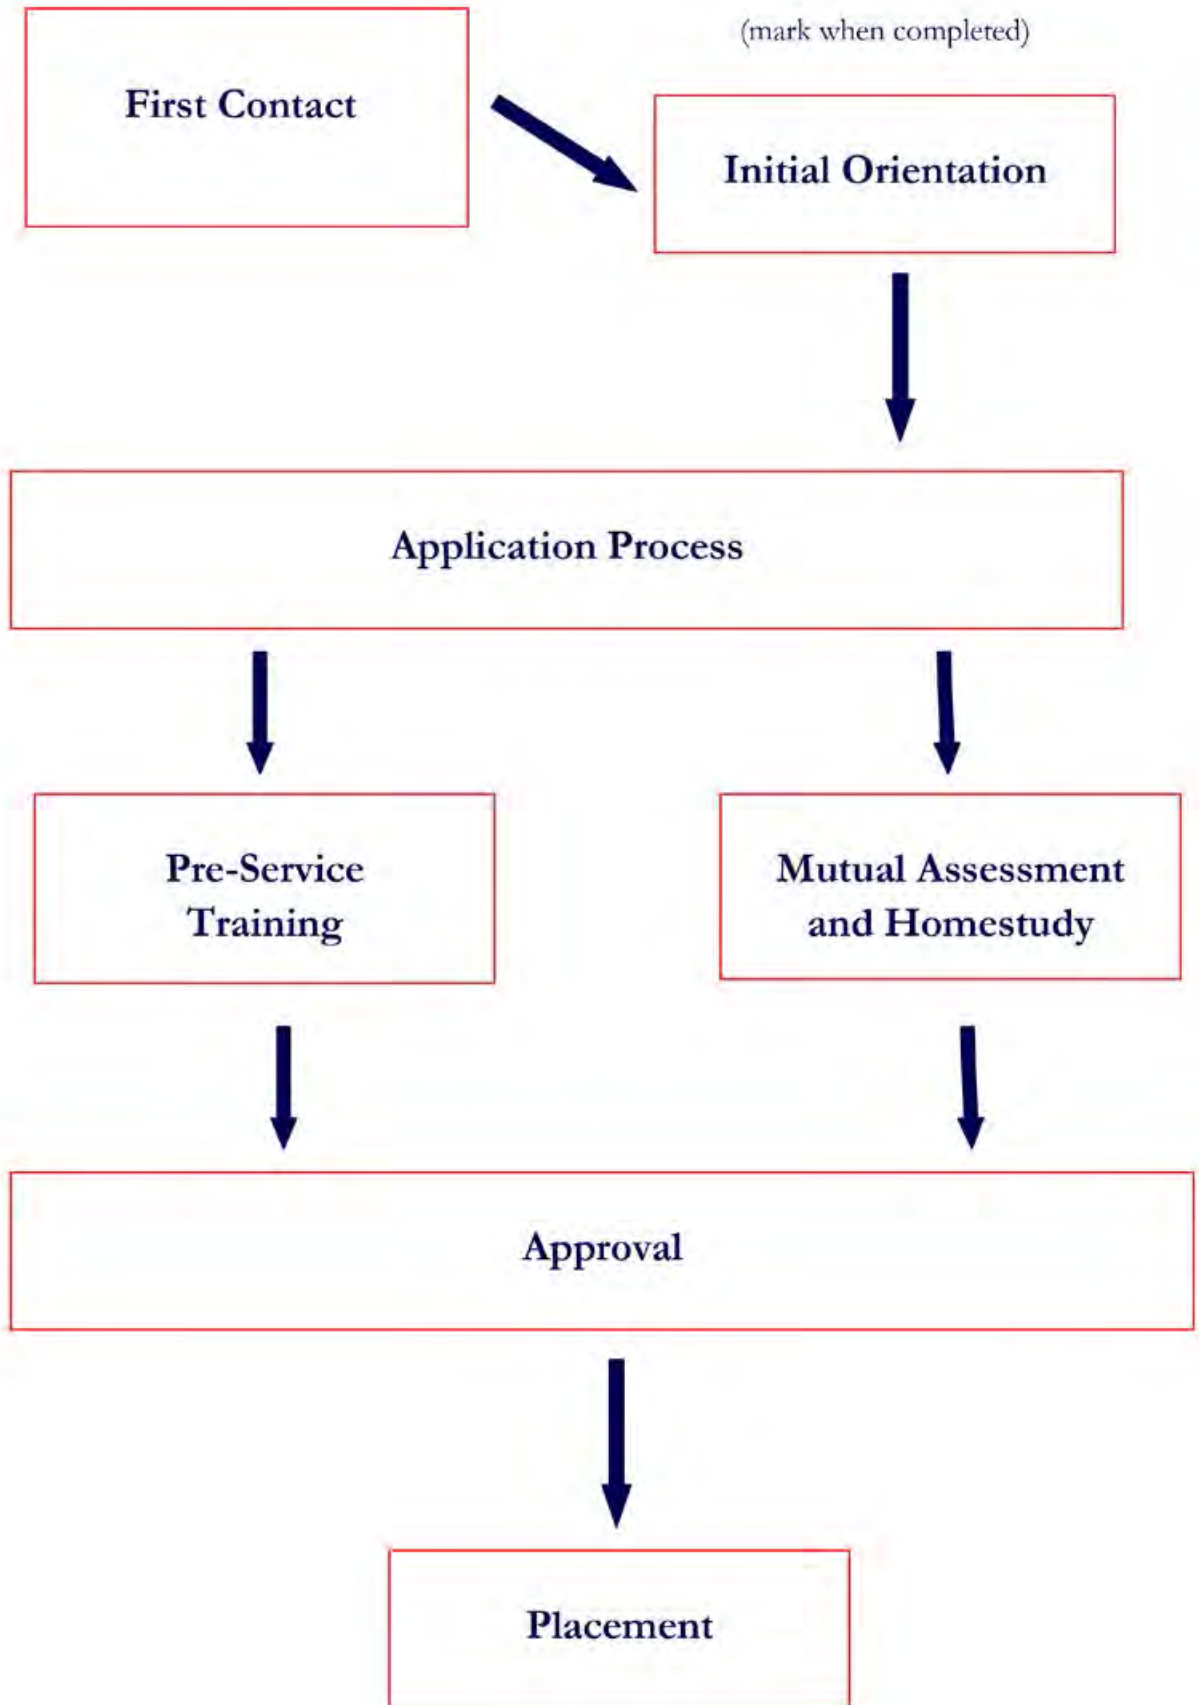 (mark when completed)
First Contact
Initial Orientation
Application Process
Pre-Service
Training
Mutual Assessment
and Homestudy
Approval
Placement